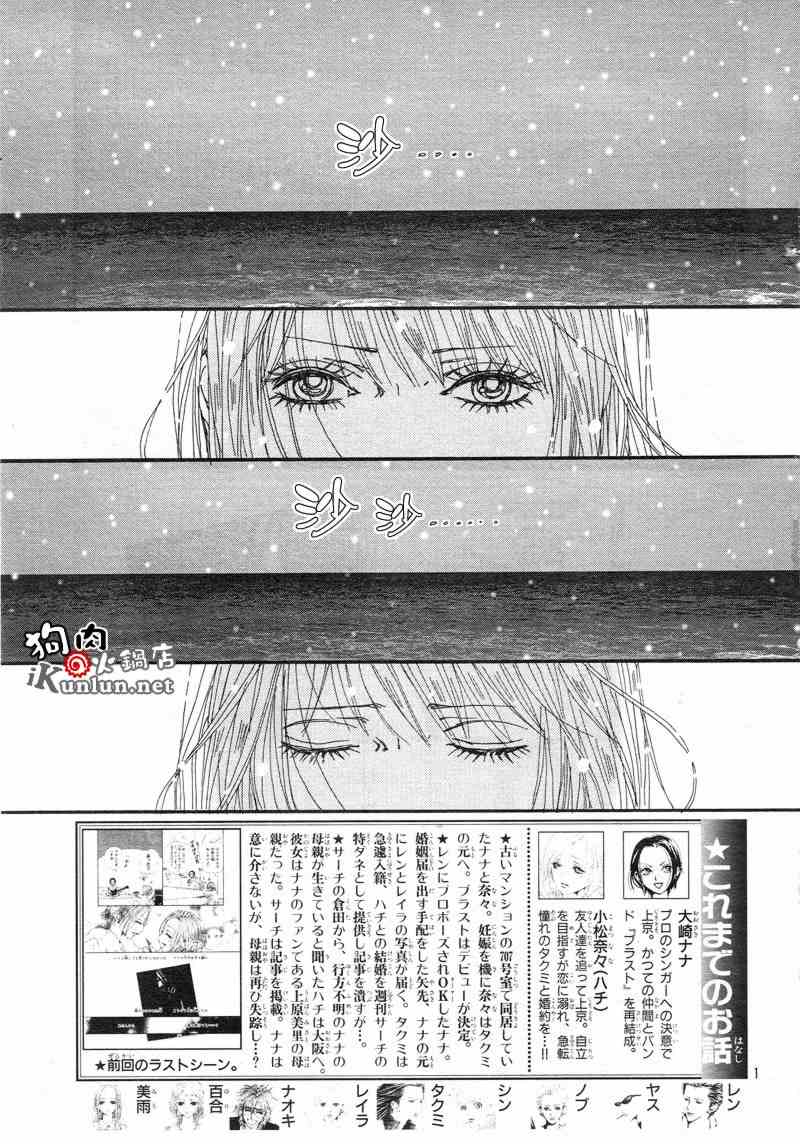 沙‥‥
沙沙‥‥‥
狗肉
火鍋店
iKunlun.net
★これまでのお話
はなし
大崎ナナ
プロのシンガーへの決意で
上京。かつての仲間とバン
ド『ブラスト』を再結成。
小松奈々(ハチ)
友人達を追って上京。自立
を目指すが恋に溺れ、急転
憧れのタクミと婚約を…!!
★古いマンションの707号室で同居してい
たナナと奈々。妊娠を機に奈々はタクミ
の元へ。ブラストはデビューが決定。
★レンにプロポーズされOKしたナナ。
婚姻届を出す手配をした矢先、ナナの元
にレンとレイラの写真が届く。タクミは
急遽入籍、ハチとの結婚を週刊サーチの
特ダネとして提供し記事を潰すが…。
★サーチの倉田から、行方不明のナナの
母親が生きていると聞いたハチは大阪へ。
彼女はナナのファンである上原美里の母
親だった。サーチは記事を掲載。ナナは
意に介さないが、母親は再び失踪し…?
★前回のラストシーン。
1
レン
ヤス
ノブ
シン
タクミ
レイラ
ナオキ
百合
美雨